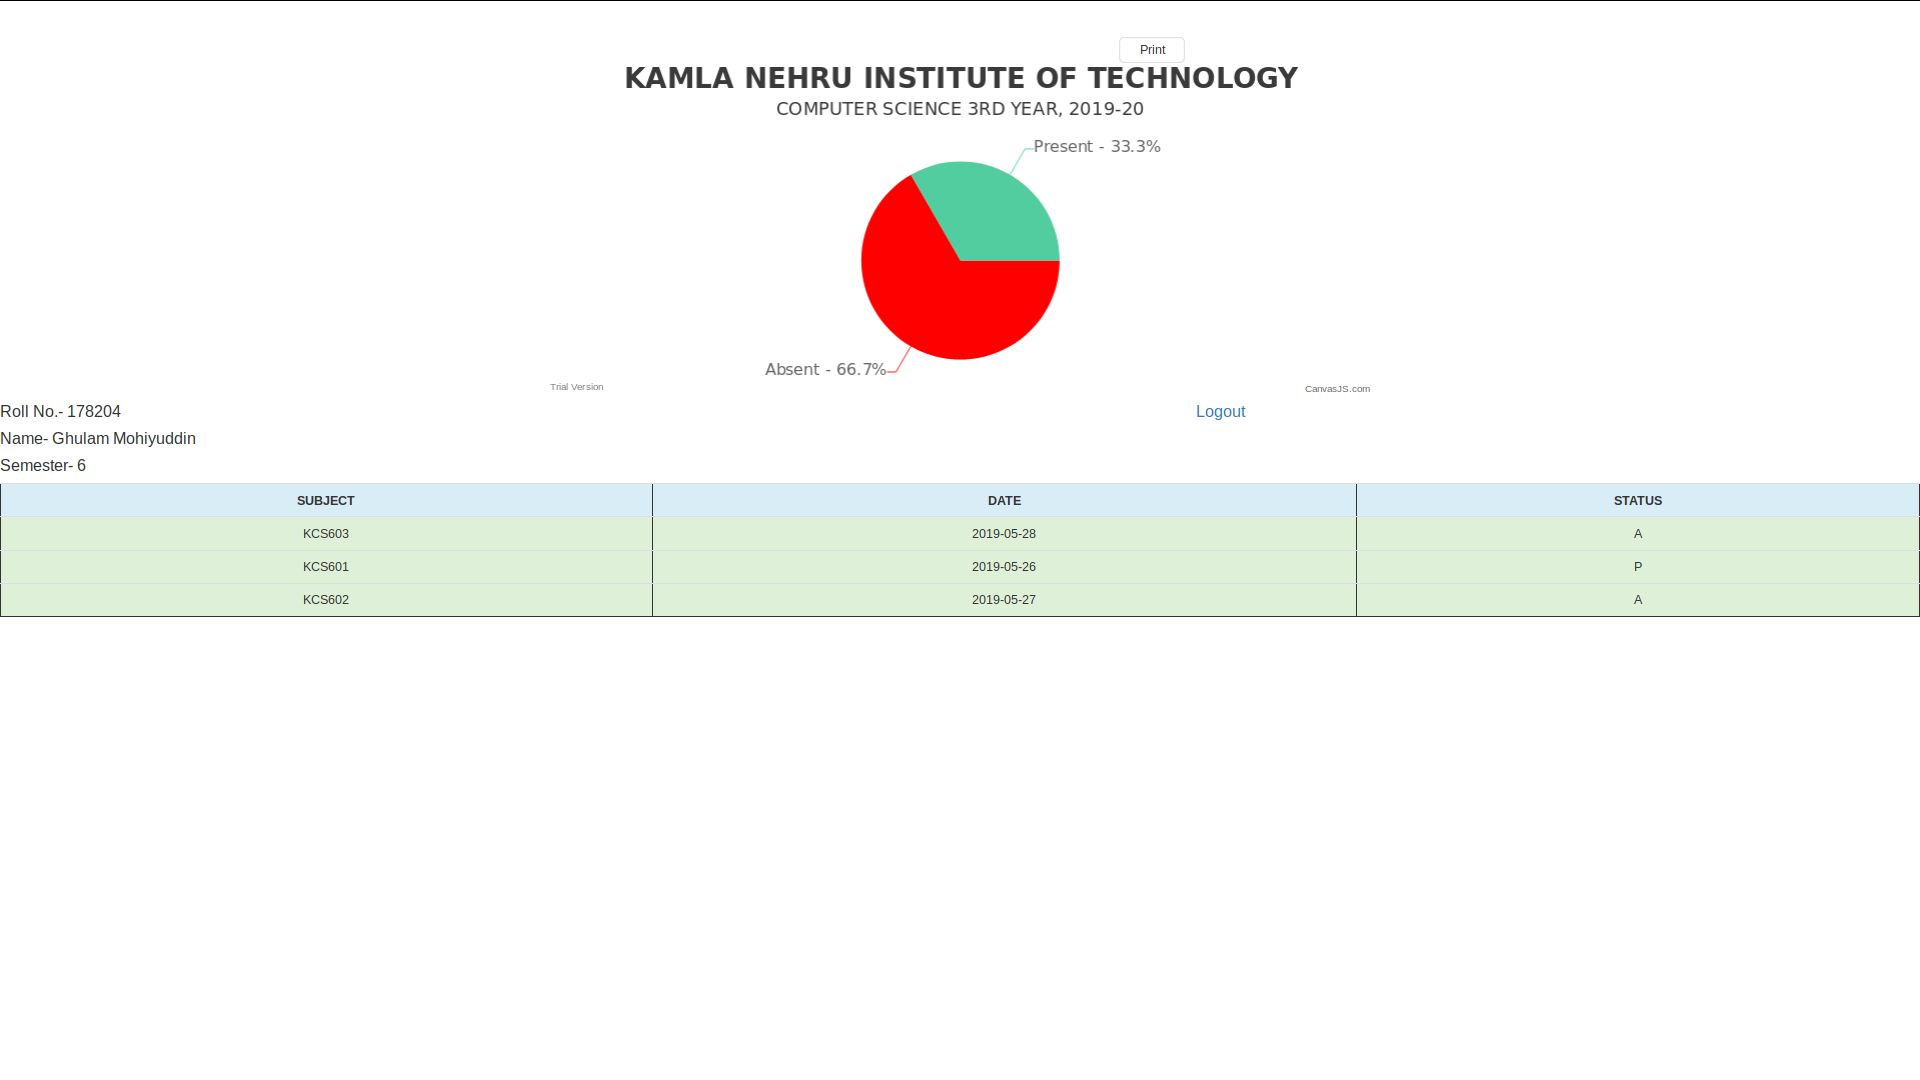 Print
KAMLA NEHRU INSTITUTE OF TECHNOLOGY
COMPUTER SCIENCE 3RD YEAR, 2019-20
Present - 33.3%
Absent - 66.7%
Trial Version CanvasJS.com
Roll No.- 178204 Logout
Name- Ghulam Mohiyuddin
Semester- 6
SUBJECT DATE STATUS
KCS603 2019-05-28 A
KCS601 2019-05-26 P
KCS602 2019-05-27 A